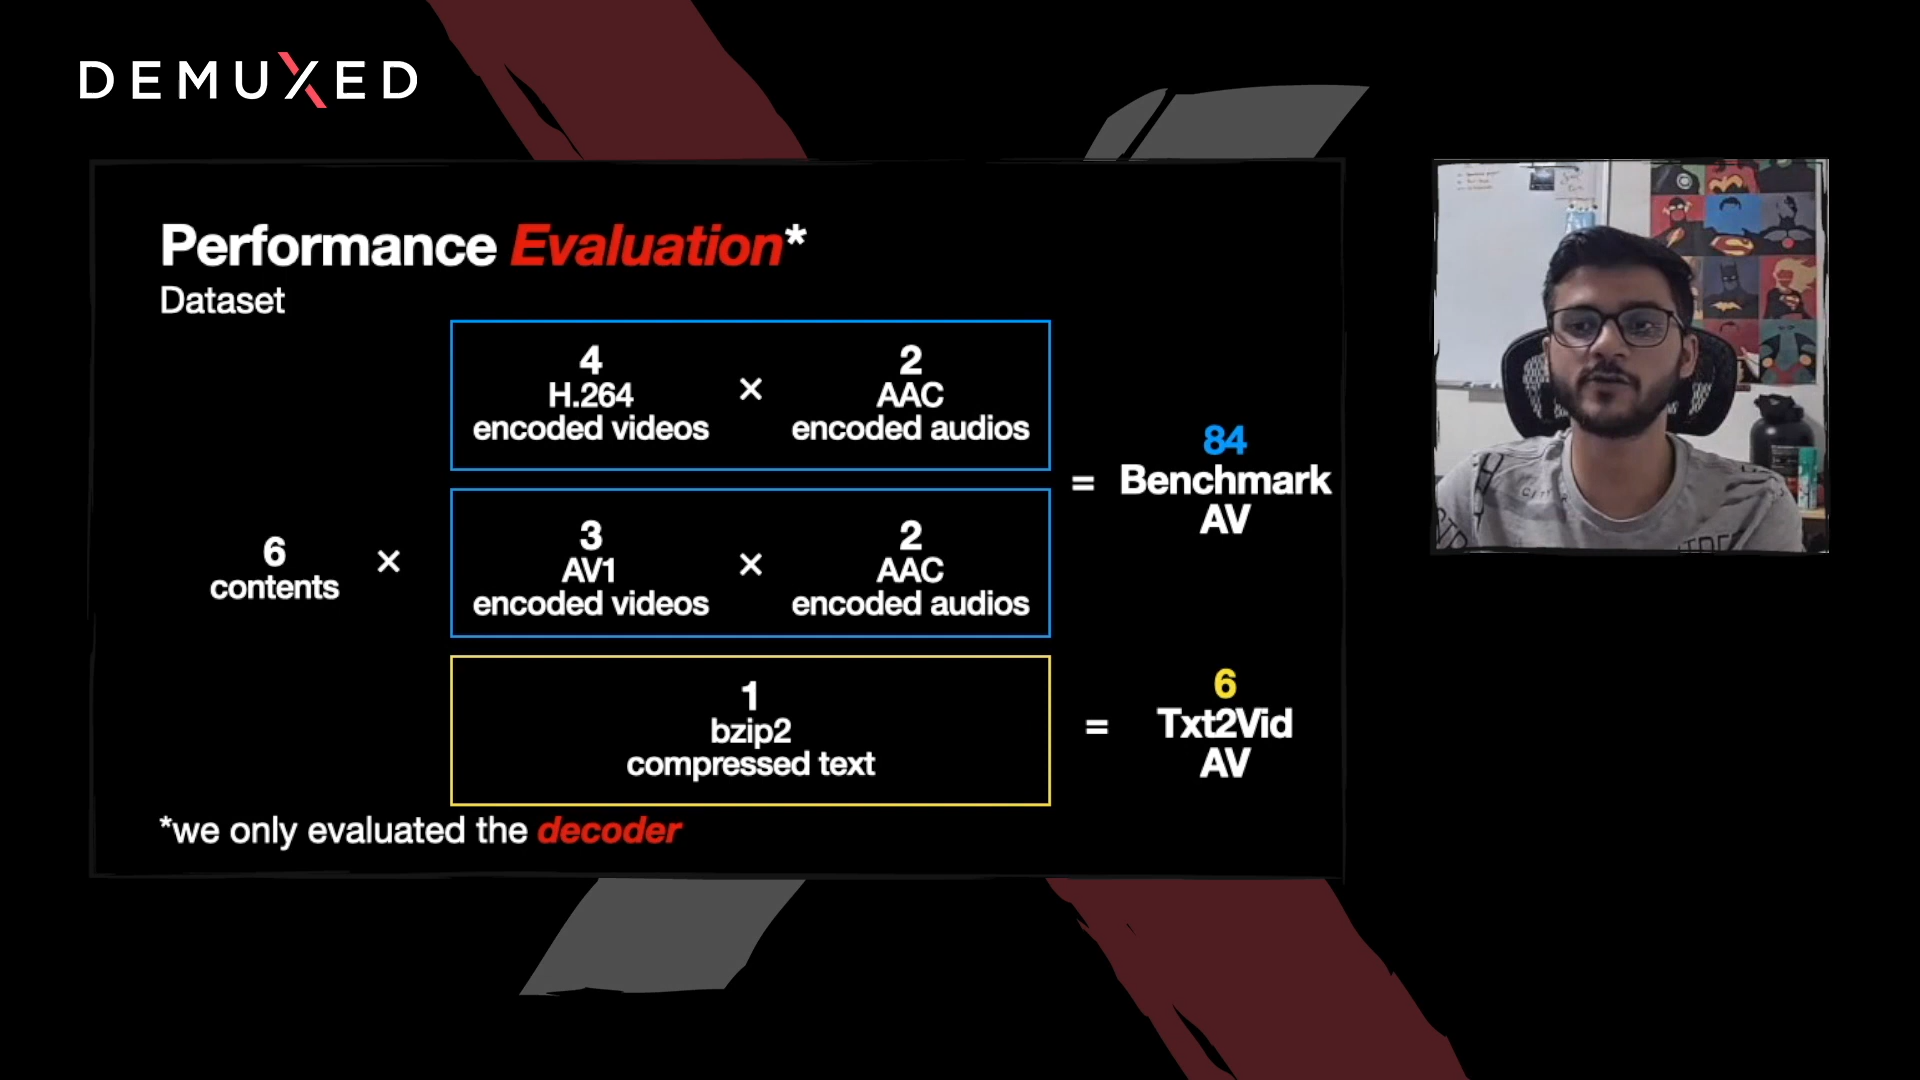 DEMUXED
Performance Evaluation*
Dataset
4
H.264
encoded videos
×
2
AAC
encoded audios
3
AV1
encoded videos
×
2
AAC
encoded audios
6
contents
×
=
84
Benchmark
AV
1
bzip2
compressed text
=
6
Txt2Vid
AV
*we only evaluated the decoder